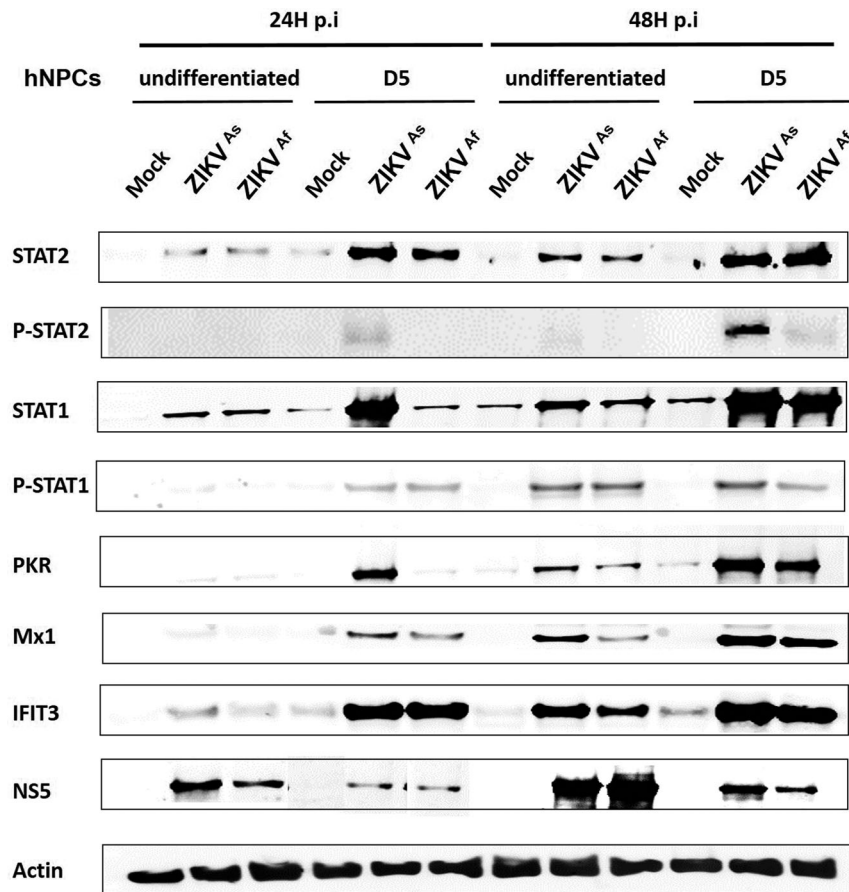 24H p.i 48H p.i
hNPCs undifferentiated D5 undifferentiated D5
Mock ZIKV As ZIKV Af Mock ZIKV As ZIKV Af Mock ZIKV As ZIKV Af Mock ZIKV As ZIKV Af
STAT2
P-STAT2
STAT1
P-STAT1
PKR
Mx1
IFIT3
NS5
Actin